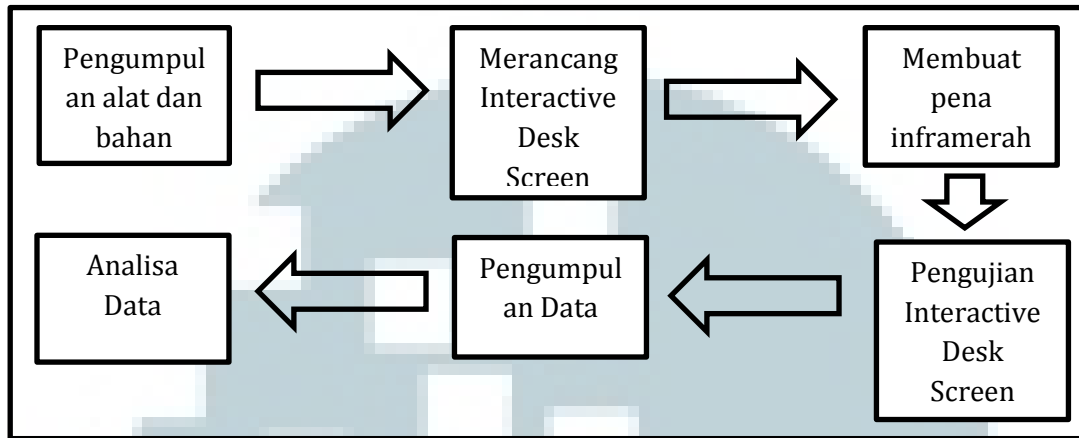 Pengumpul
an alat dan
bahan
Merancang
Interactive
Desk
Screen
Membuat
pena
inframerah
Pengujian
Interactive
Desk
Screen
Pengumpul
an Data
Analisa
Data